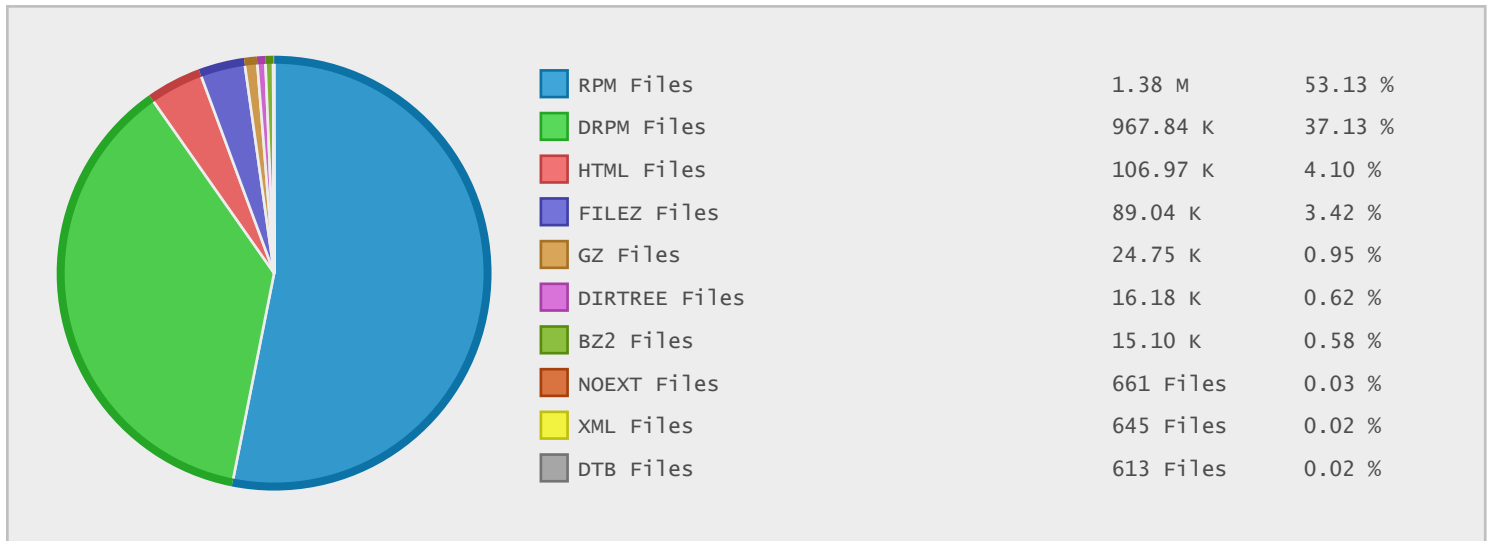 RPM Files 1.38 M 53.13 %
DRPM Files 967.84 K 37.13 %
HTML Files 106.97 K 4.10 %
FILEZ Files 89.04 K 3.42 %
GZ Files 24.75 K 0.95 %
DIRTREE Files 16.18 K 0.62 %
BZ2 Files 15.10 K 0.58 %
NOEXT Files 661 Files 0.03 %
XML Files 645 Files 0.02 %
DTB Files 613 Files 0.02 %